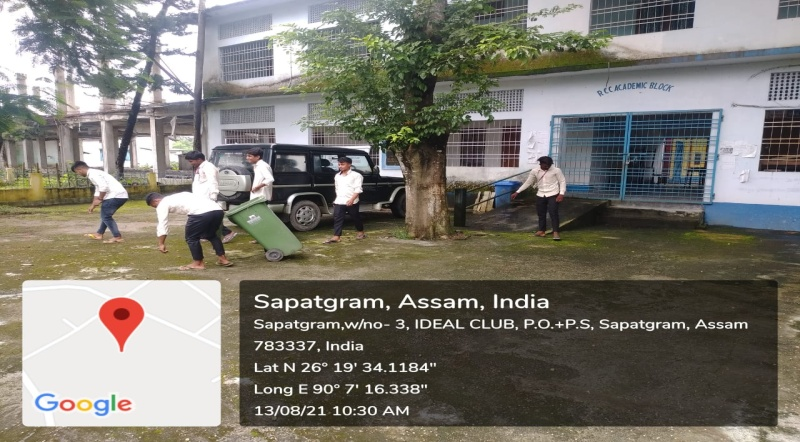 R.C.C. ACADEMIC BLOCK
Sapatgram, Assam, India
Sapatgram,w/no- 3, IDEAL CLUB, P.O.+P.S, Sapatgram, Assam
783337, India
Lat N 26° 19' 34.1184"
Long E 90° 7' 16.338"
13/08/21 10:30 AM
Google